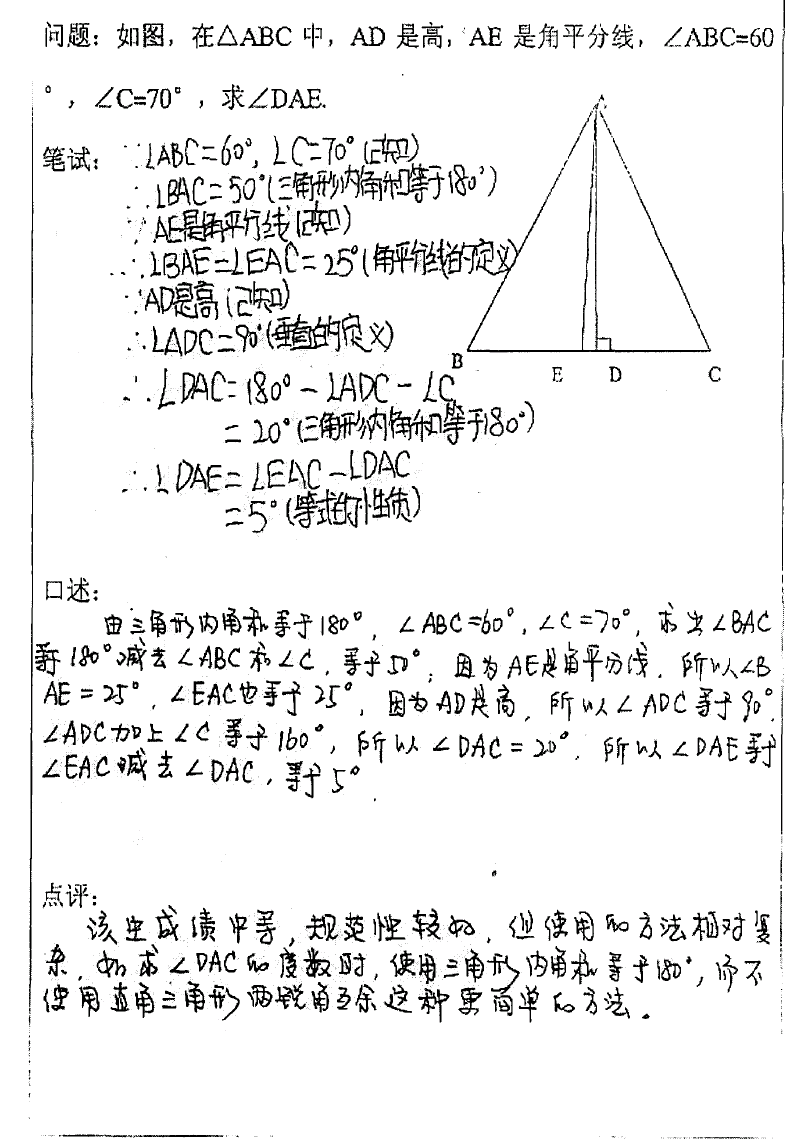 问题：如图，在△ABC 中，AD 是高，AE 是角平分线，∠ABC=60
°，∠C=70°，求∠DAE.
笔试：∵∠ABC=60°, ∠C=70°(已知)
∴∠BAC=50°(三角形内角和等于180°)
∵AE是角平分线(已知)
∴∠BAE=∠EAC=25°(角平分线的定义)
∵AD是高(已知)
∴∠ADC=90°(垂直的定义)
∴∠DAC=180°-∠ADC-∠C
=20°(三角形内角和等于180°)
∴∠DAE=∠EAC-∠DAC
=5°(等式的性质)
A
B
E
D
C
口述：
由三角形内角和等于180°，∠ABC=60°，∠C=70°，求出∠BAC
等于180°减去∠ABC和∠C，等于50°；因为AE是角平分线，所以∠B
AE=25°，∠EAC也等于25°，因为AD是高，所以∠ADC等于90°，
∠ADC加上∠C等于160°，所以∠DAC=20°，所以∠DAE等于
∠EAC减去∠DAC，等于5°.
点评：
该生成绩中等，规范性较好，但使用的方法相对复
杂，如求∠DAC的度数时，使用三角形内角和等于180°，而不
使用直角三角形两锐角互余这种更简单的方法。